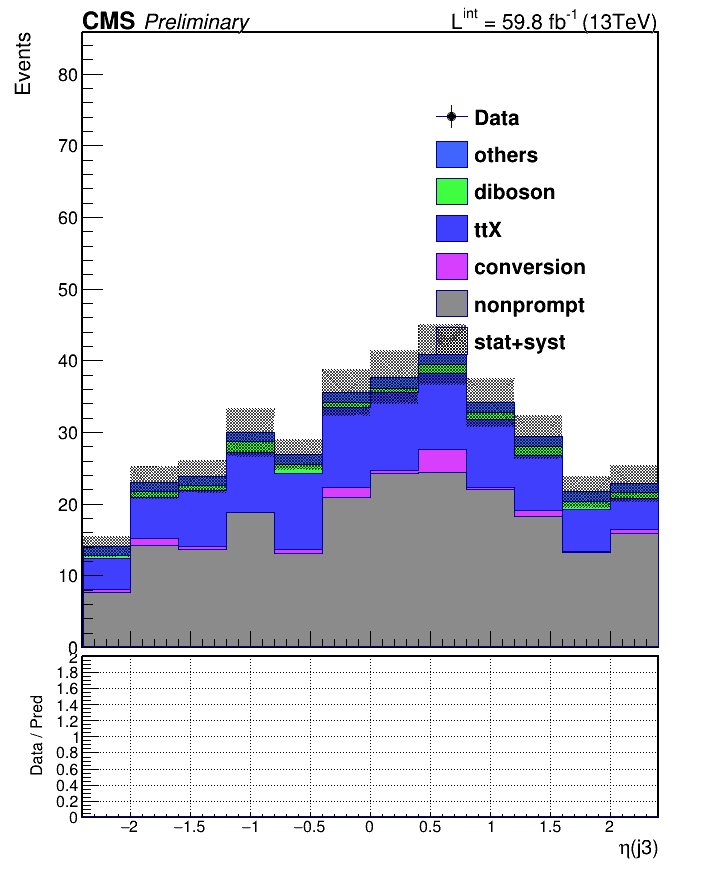 CMS Preliminary L^int = 59.8 fb^-1 (13TeV)
Events
80
70
60
50
40
30
20
10
0
Data
others
diboson
ttX
conversion
nonprompt
stat+syst
Data / Pred
2
1.8
1.6
1.4
1.2
1
0.8
0.6
0.4
0.2
0
−2 −1.5 −1 −0.5 0 0.5 1 1.5 2
η(j3)